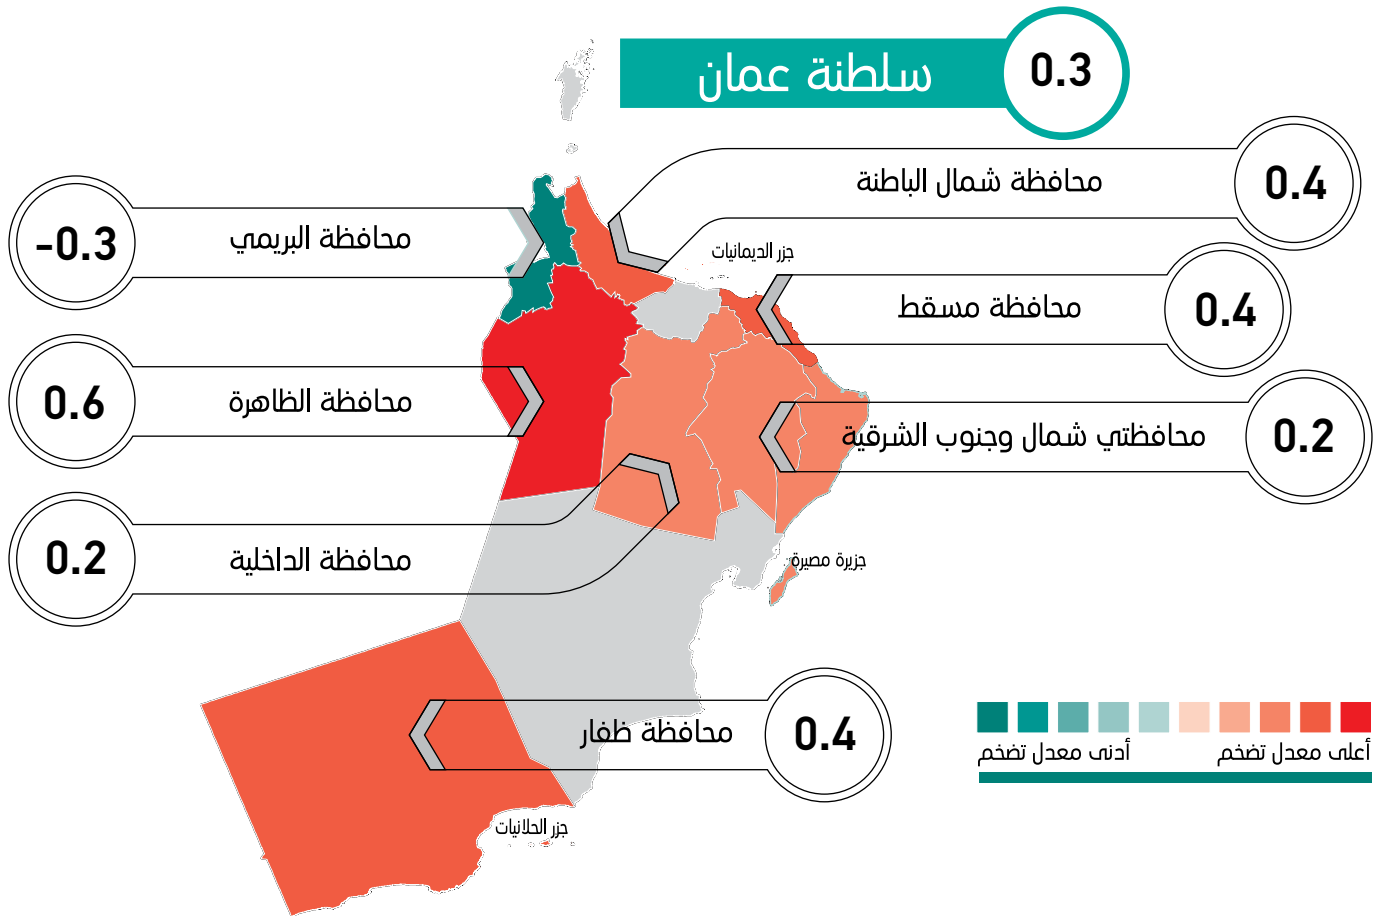 سلطنة عمان
0.3
محافظة شمال الباطنة
0.4
محافظة البريمي
-0.3
جزر الديمانيات
محافظة مسقط
0.4
محافظة الظاهرة
0.6
محافظتي شمال وجنوب الشرقية
0.2
محافظة الداخلية
0.2
جزيرة مصيرة
محافظة ظفار
0.4
أعلى معدل تضخم
أدنى معدل تضخم
جزر الحلانيات